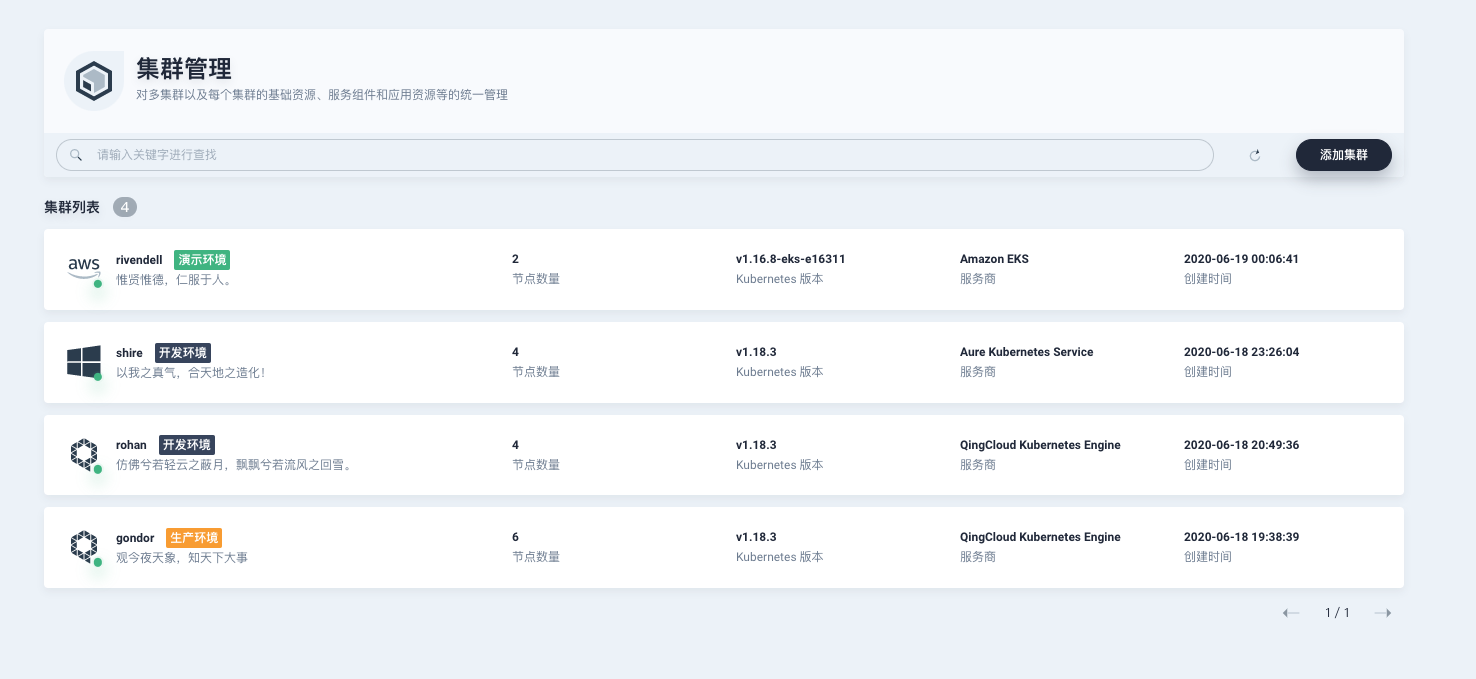 集群管理
对多集群以及每个集群的基础资源、服务组件和应用资源等的统一管理
请输入关键字进行查找
添加集群
集群列表 4
aws
rivendell 演示环境
惟贤惟德，仁服于人。
2
节点数量
v1.16.8-eks-e16311
Kubernetes 版本
Amazon EKS
服务商
2020-06-19 00:06:41
创建时间
shire 开发环境
以我之真气，合天地之造化！
4
节点数量
v1.18.3
Kubernetes 版本
Aure Kubernetes Service
服务商
2020-06-18 23:26:04
创建时间
rohan 开发环境
仿佛兮若轻云之蔽月，飘飘兮若流风之回雪。
4
节点数量
v1.18.3
Kubernetes 版本
QingCloud Kubernetes Engine
服务商
2020-06-18 20:49:36
创建时间
gondor 生产环境
观今夜天象，知天下大事
6
节点数量
v1.18.3
Kubernetes 版本
QingCloud Kubernetes Engine
服务商
2020-06-18 19:38:39
创建时间
1 / 1